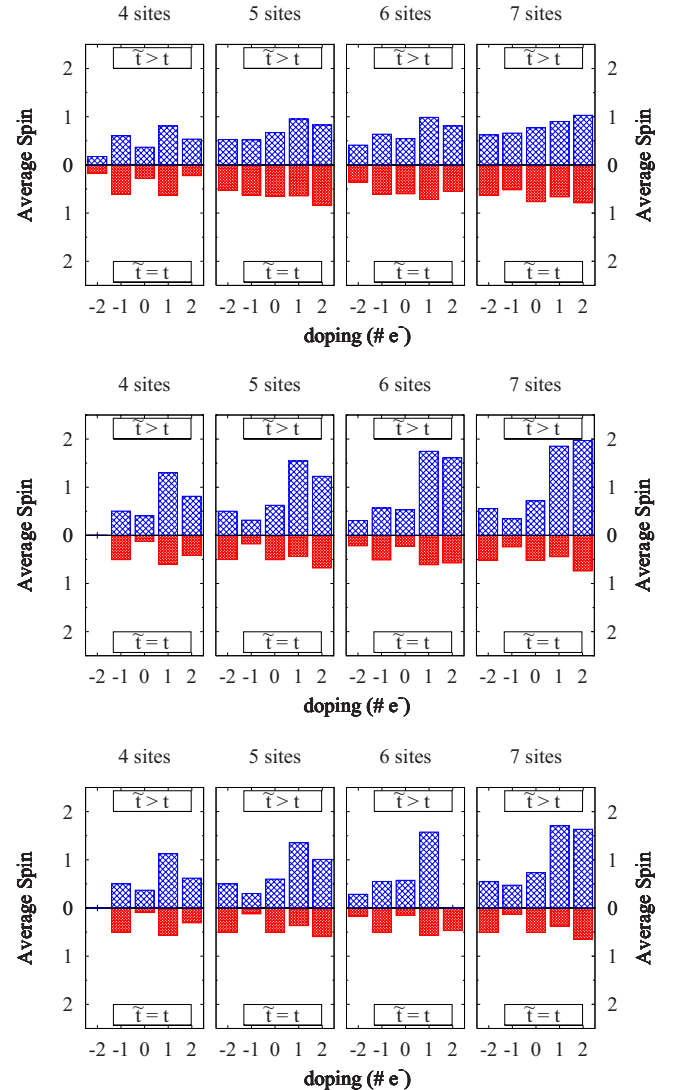 4 sites 5 sites 6 sites 7 sites
t̃ > t t̃ > t t̃ > t t̃ > t
2 2
1 1
Average Spin 0 0 Average Spin
1 1
2 2
t̃ = t t̃ = t t̃ = t t̃ = t
-2 -1 0 1 2 -2 -1 0 1 2 -2 -1 0 1 2 -2 -1 0 1 2
doping (# e⁻) doping (# e⁻)
4 sites 5 sites 6 sites 7 sites
t̃ > t t̃ > t t̃ > t t̃ > t
2 2
1 1
Average Spin 0 0 Average Spin
1 1
2 2
t̃ = t t̃ = t t̃ = t t̃ = t
-2 -1 0 1 2 -2 -1 0 1 2 -2 -1 0 1 2 -2 -1 0 1 2
doping (# e⁻) doping (# e⁻)
4 sites 5 sites 6 sites 7 sites
t̃ > t t̃ > t t̃ > t t̃ > t
2 2
1 1
Average Spin 0 0 Average Spin
1 1
2 2
t̃ = t t̃ = t t̃ = t t̃ = t
-2 -1 0 1 2 -2 -1 0 1 2 -2 -1 0 1 2 -2 -1 0 1 2
doping (# e⁻) doping (# e⁻)